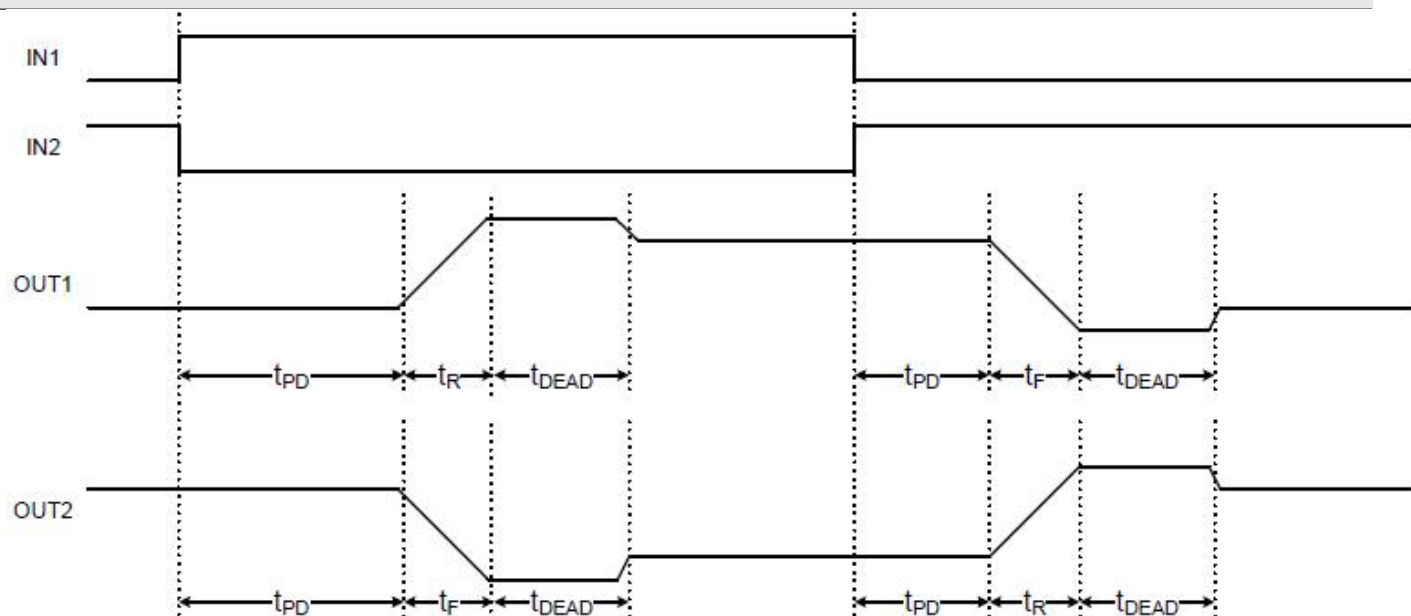 IN1
IN2
OUT1
tPD tR tDEAD tPD tF tDEAD
OUT2
tPD tF tDEAD tPD tR tDEAD